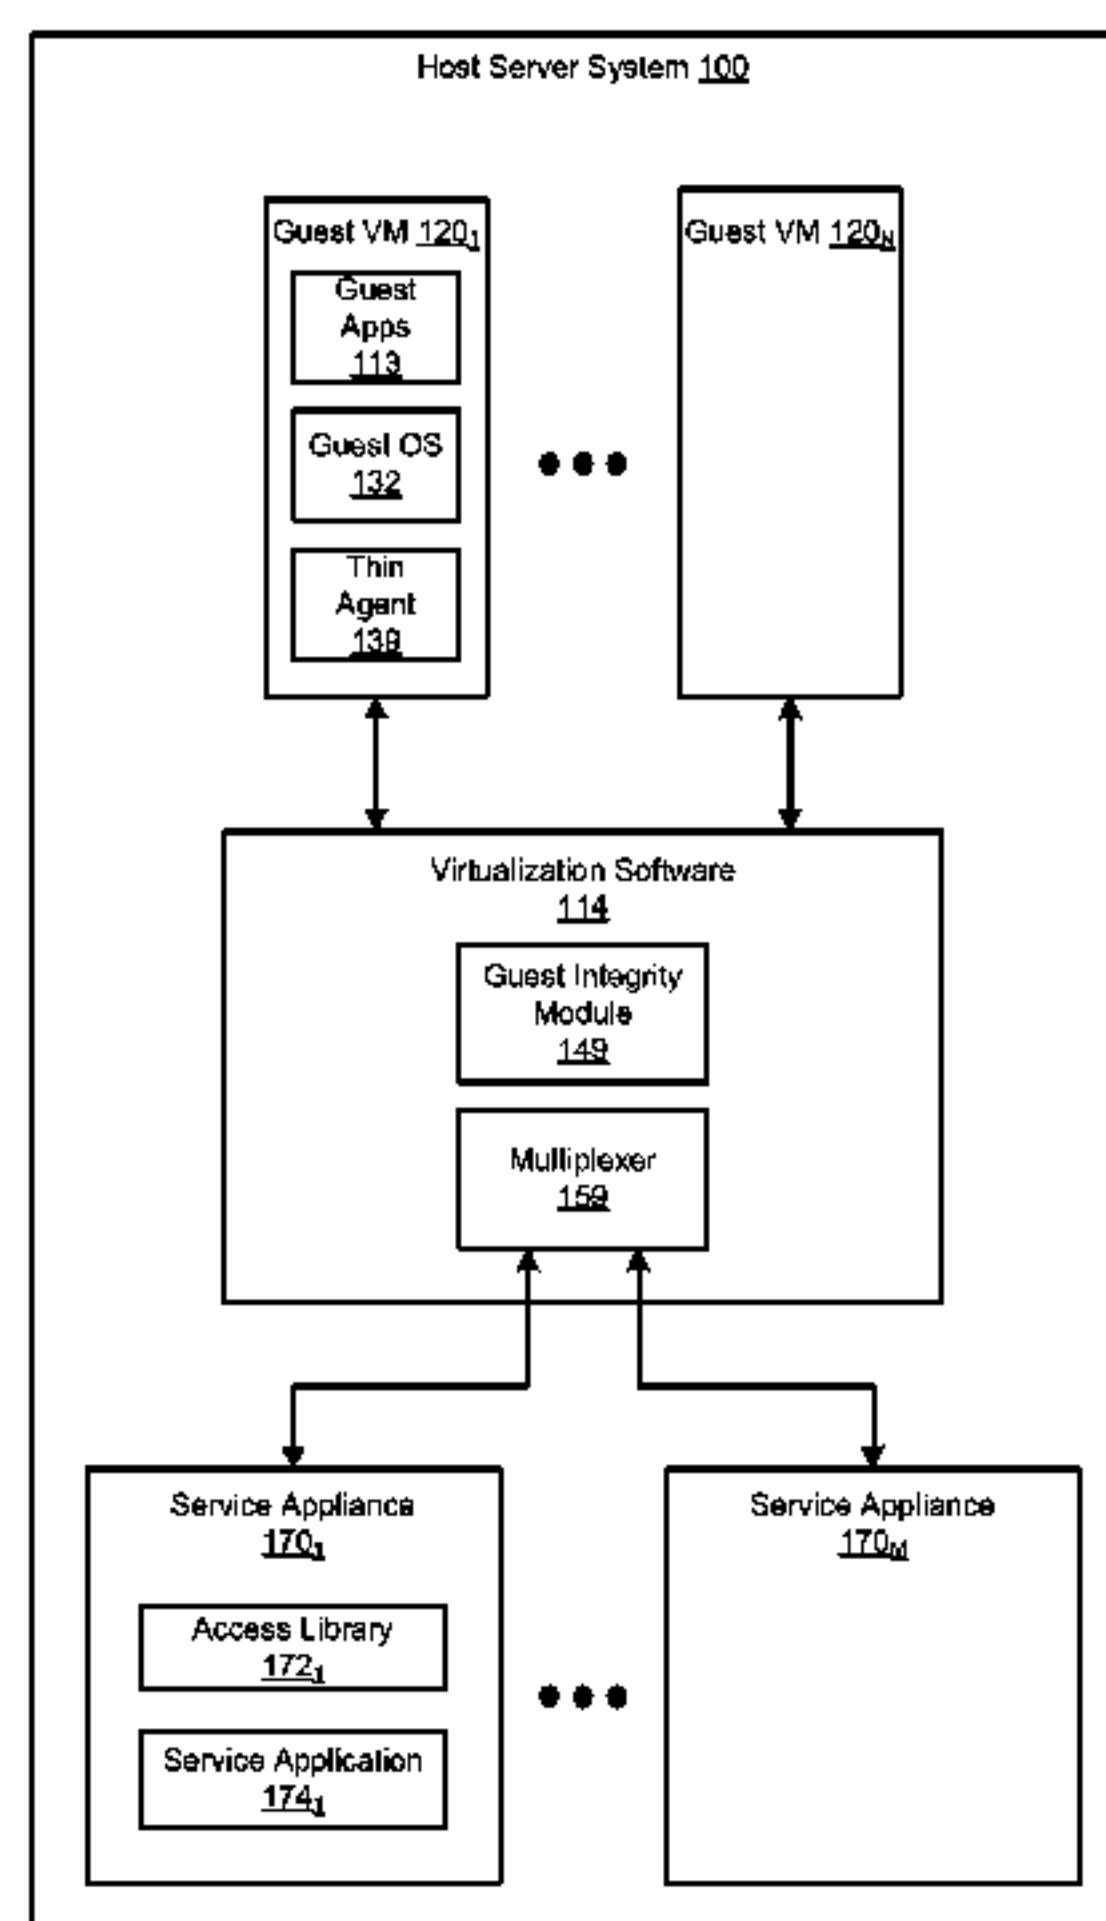 Host Server System 100
Guest VM 120₁
Guest VM 120ₙ
Guest
Apps
113
Guest OS
132
Thin
Agent
139
Virtualization Software
114
Guest Integrity
Module
149
Multiplexer
159
Service Appliance
170₁
Service Appliance
170ₘ
Access Library
172₁
Service Application
174₁